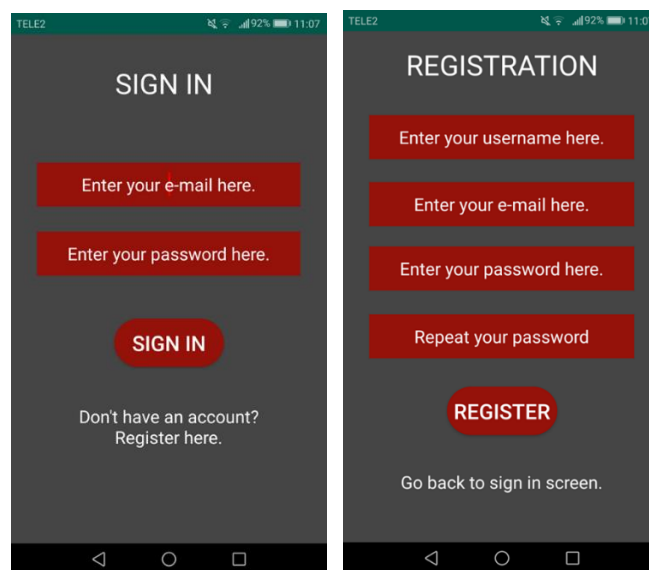 TELE2 92% 11:07
SIGN IN
Enter your e-mail here.
Enter your password here.
SIGN IN
Don't have an account?
Register here.
TELE2 92% 11:0
REGISTRATION
Enter your username here.
Enter your e-mail here.
Enter your password here.
Repeat your password
REGISTER
Go back to sign in screen.